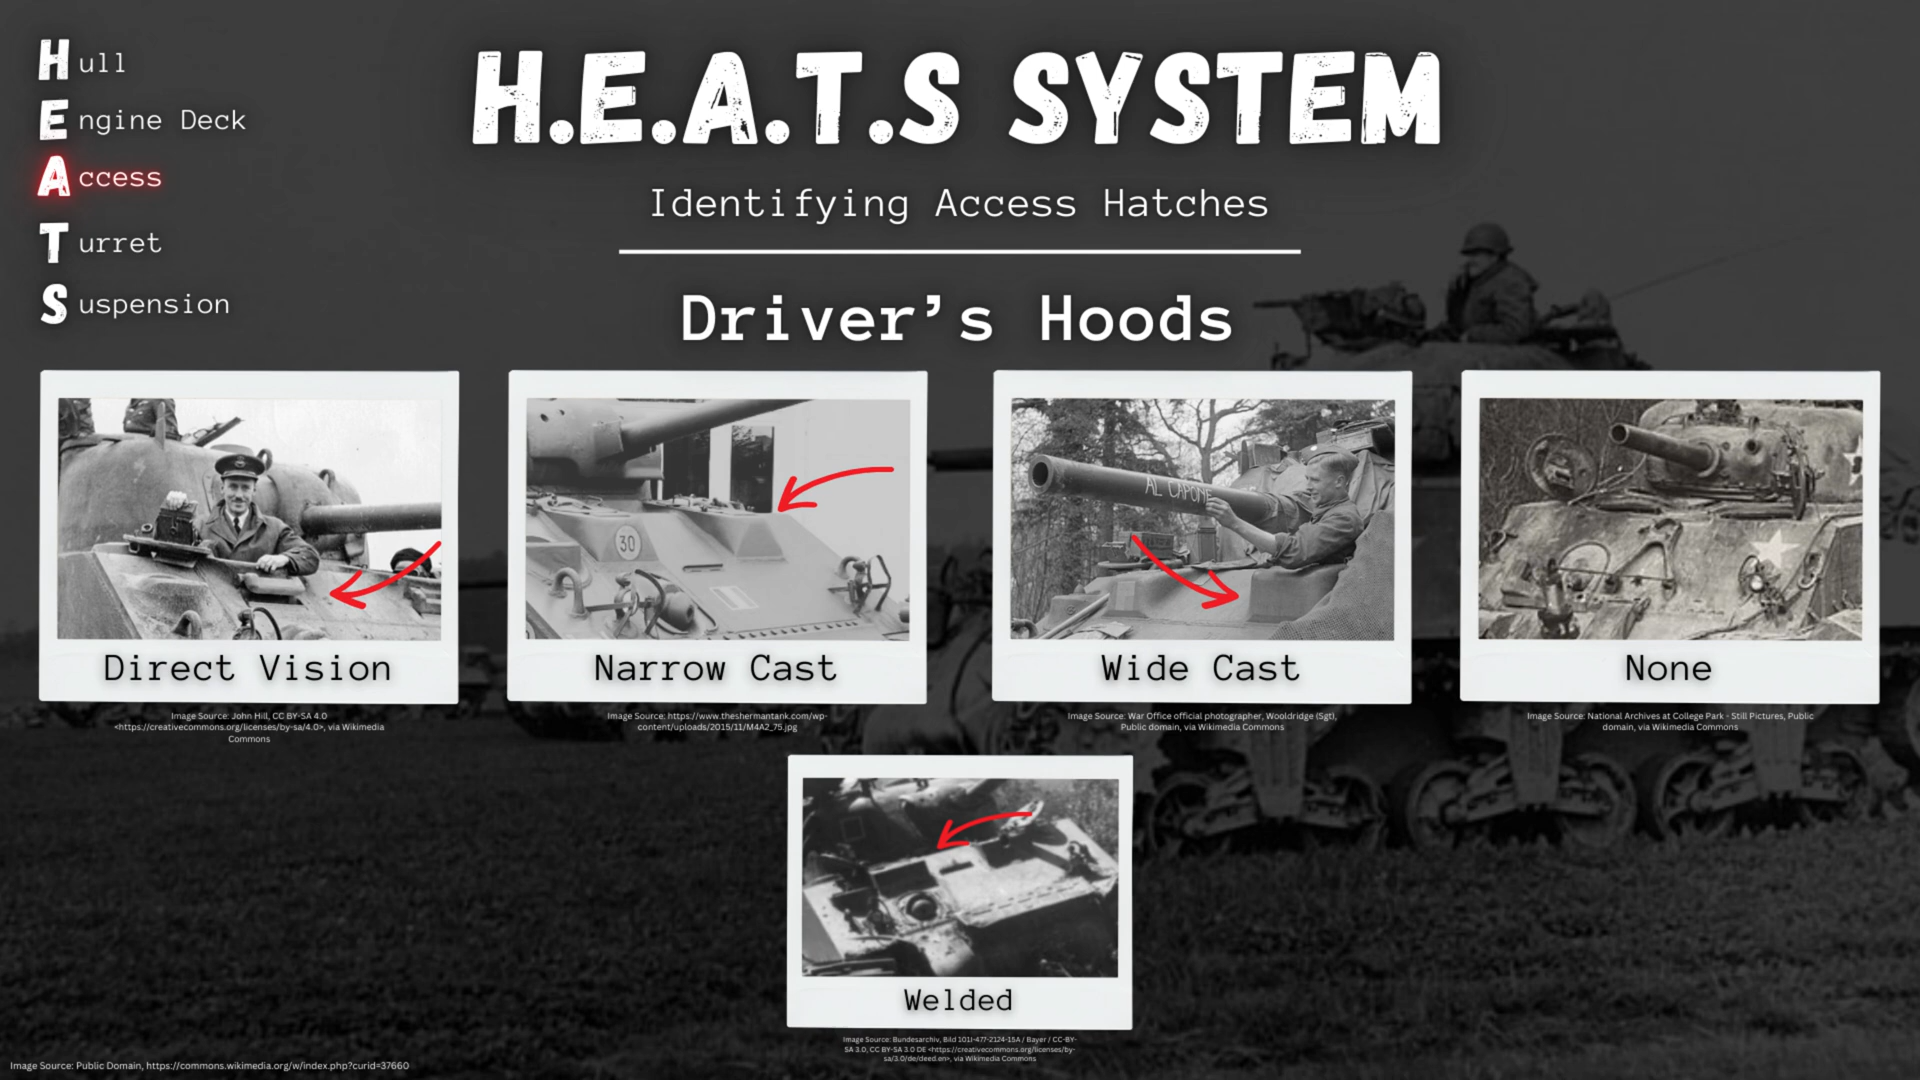 Hull
Engine Deck
Access
Turret
Suspension
H.E.A.T.S SYSTEM
Identifying Access Hatches
Driver's Hoods
30
AL CAPONE
Direct Vision
Narrow Cast
Wide Cast
None
Image Source: John Hill, CC BY-SA 4.0
<https://creativecommons.org/licenses/by-sa/4.0>, via Wikimedia
Commons
Image Source: https://www.theshermantank.com/wp-
content/uploads/2015/11/M4A2_75.jpg
Image Source: War Office official photographer, Wooldridge (Sgt),
Public domain, via Wikimedia Commons
Image Source: National Archives at College Park - Still Pictures, Public
domain, via Wikimedia Commons
Welded
Image Source: Bundesarchiv, Bild 101I-477-2124-15A / Bayer / CC-BY-
SA 3.0, CC BY-SA 3.0 DE <https://creativecommons.org/licenses/by-
sa/3.0/de/deed.en>, via Wikimedia Commons
Image Source: Public Domain, https://commons.wikimedia.org/w/index.php?curid=37660